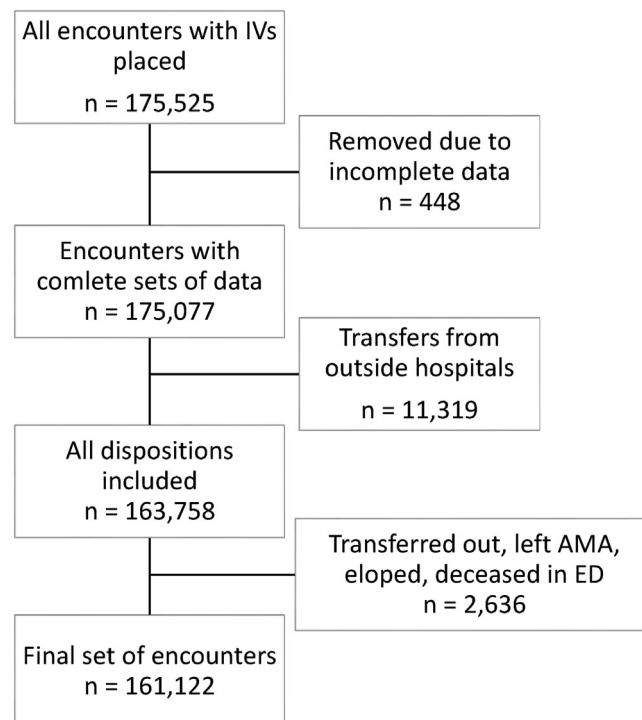 All encounters with IVs
placed
n = 175,525
Removed due to
incomplete data
n = 448
Encounters with
comlete sets of data
n = 175,077
Transfers from
outside hospitals
n = 11,319
All dispositions
included
n = 163,758
Transferred out, left AMA,
eloped, deceased in ED
n = 2,636
Final set of encounters
n = 161,122